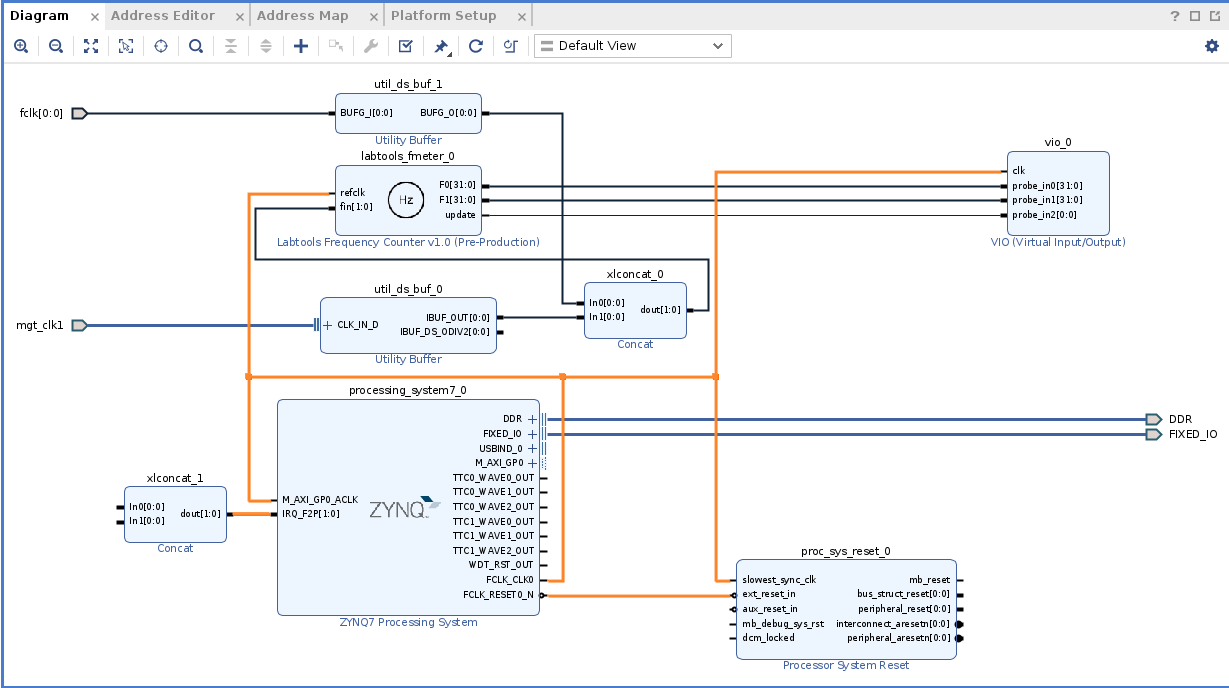 Diagram × Address Editor × Address Map × Platform Setup ×
?
Default View
fclk[0:0]
util_ds_buf_1
BUFG_I[0:0] BUFG_O[0:0]
Utility Buffer
labtools_fmeter_0
refclk
fin[1:0]
Hz
F0[31:0]
F1[31:0]
update
Labtools Frequency Counter v1.0 (Pre-Production)
vio_0
clk
probe_in0[31:0]
probe_in1[31:0]
probe_in2[0:0]
VIO (Virtual Input/Output)
xlconcat_0
In0[0:0]
In1[0:0]
dout[1:0]
Concat
mgt_clk1
util_ds_buf_0
CLK_IN_D
IBUF_OUT[0:0]
IBUF_DS_ODIV2[0:0]
Utility Buffer
processing_system7_0
M_AXI_GP0_ACLK
IRQ_F2P[1:0]
ZYNQ
DDR
FIXED_IO
USBIND_0
M_AXI_GP0
TTC0_WAVE0_OUT
TTC0_WAVE1_OUT
TTC0_WAVE2_OUT
TTC1_WAVE0_OUT
TTC1_WAVE1_OUT
TTC1_WAVE2_OUT
WDT_RST_OUT
FCLK_CLK0
FCLK_RESET0_N
ZYNQ7 Processing System
DDR
FIXED_IO
xlconcat_1
In0[0:0]
In1[0:0]
dout[1:0]
Concat
proc_sys_reset_0
slowest_sync_clk
ext_reset_in
aux_reset_in
mb_debug_sys_rst
dcm_locked
mb_reset
bus_struct_reset[0:0]
peripheral_reset[0:0]
interconnect_aresetn[0:0]
peripheral_aresetn[0:0]
Processor System Reset